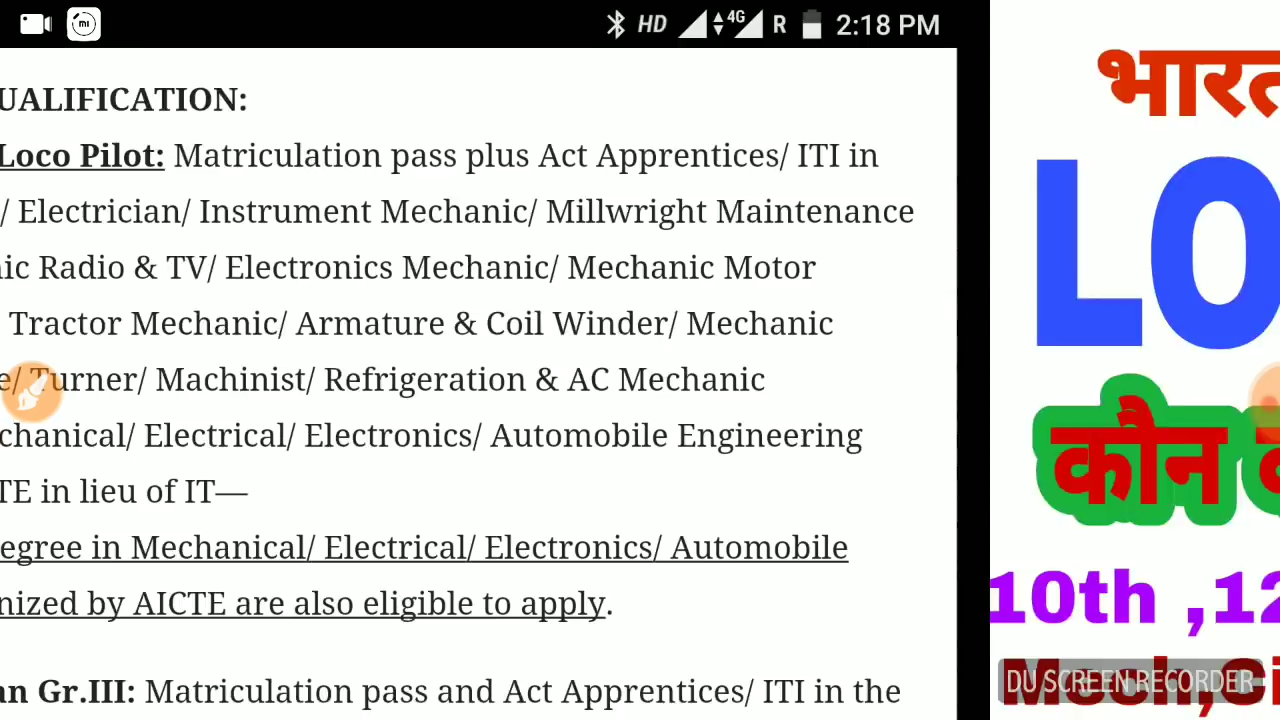 HD 4G R 2:18 PM
UALIFICATION:
Loco Pilot: Matriculation pass plus Act Apprentices/ ITI in
/ Electrician/ Instrument Mechanic/ Millwright Maintenance
ic Radio & TV/ Electronics Mechanic/ Mechanic Motor
Tractor Mechanic/ Armature & Coil Winder/ Mechanic
e/ Turner/ Machinist/ Refrigeration & AC Mechanic
chanical/ Electrical/ Electronics/ Automobile Engineering
TE in lieu of IT—
egree in Mechanical/ Electrical/ Electronics/ Automobile
nized by AICTE are also eligible to apply.
an Gr.III: Matriculation pass and Act Apprentices/ ITI in the
भारत
LO
कौन
10th ,12
Mech,Ci
DU SCREEN RECORDER